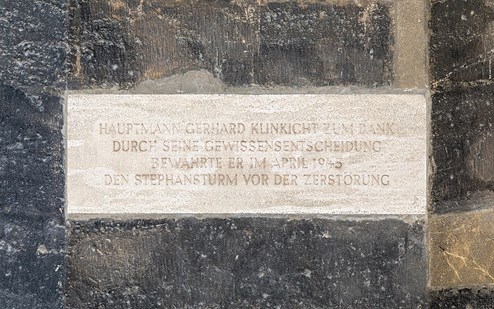 HAUPTMANN GERHARD KLINKICHT ZUM DANK
DURCH SEINE GEWISSENSENTSCHEIDUNG
BEWAHRTE ER IM APRIL 1945
DEN STEPHANSTURM VOR DER ZERSTÖRUNG